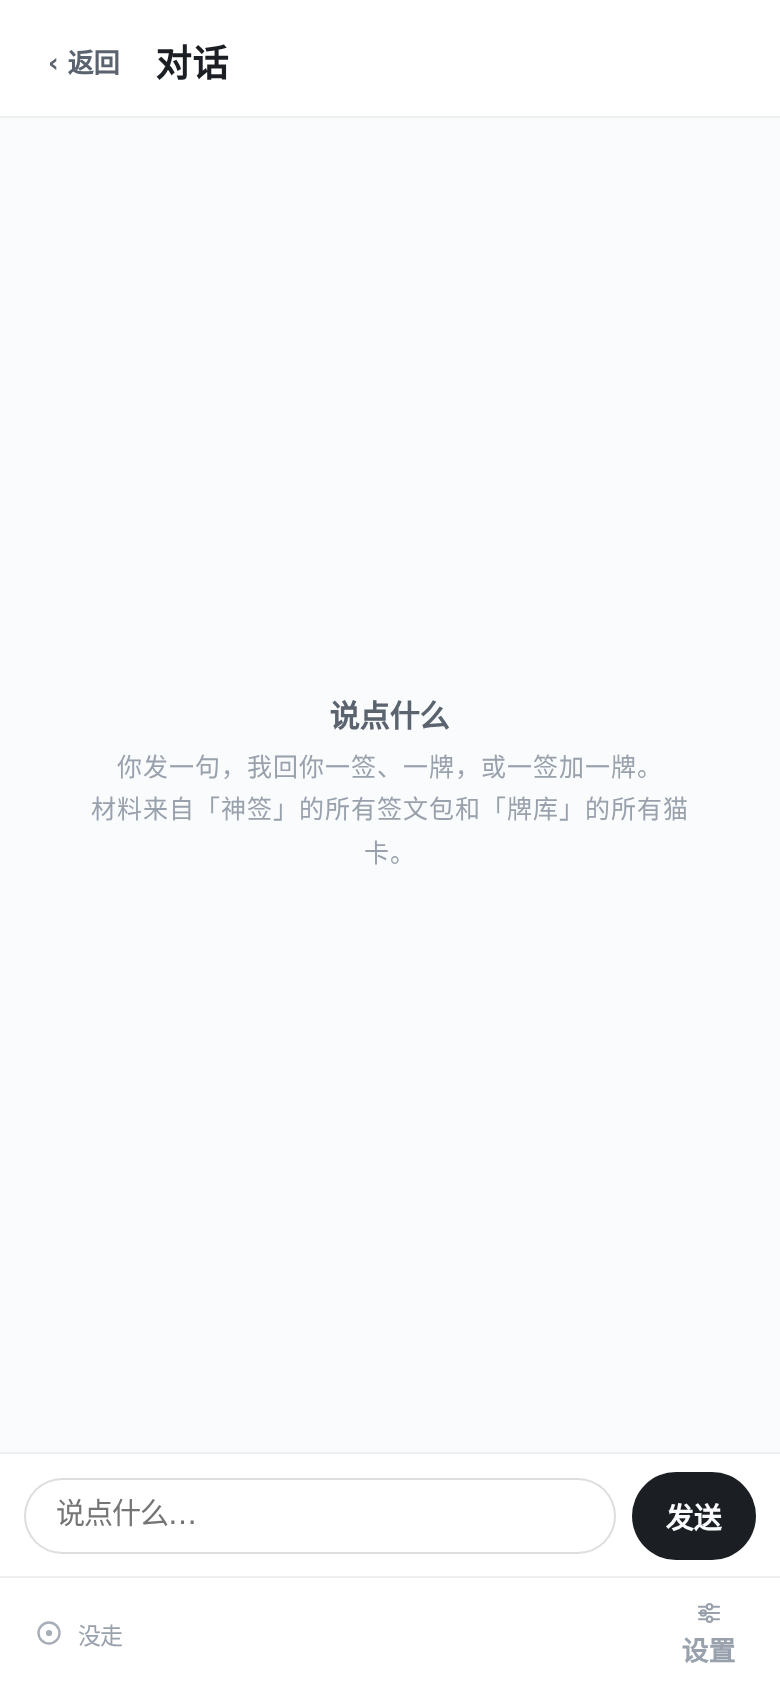 ‹ 返回 对话
说点什么
你发一句，我回你一签、一牌，或一签加一牌。
材料来自「神签」的所有签文包和「牌库」的所有猫
卡。
说点什么…
发送
没走
设置